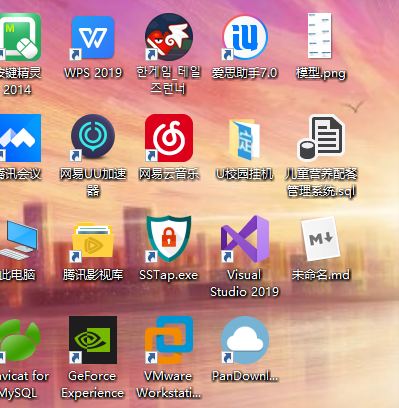 按键精灵 2014
WPS 2019
한게임 테일즈런너
爱思助手7.0
模型.png
腾讯会议
网易UU加速器
网易云音乐
U校园挂机
儿童营养配餐管理系统.sql
此电脑
腾讯影视库
SSTap.exe
Visual Studio 2019
未命名.md
Navicat for MySQL
GeForce Experience
VMware Workstati...
PanDownl...